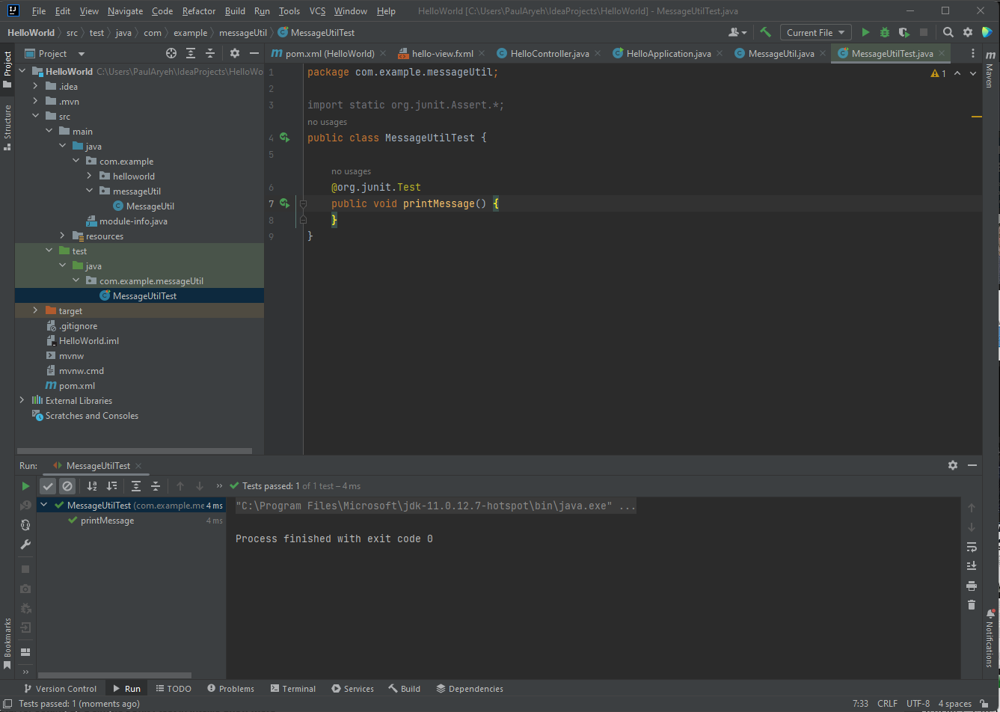 File Edit View Navigate Code Refactor Build Run Tools VCS Window Help HelloWorld [C:\Users\PaulAryeh\IdeaProjects\HelloWorld] - MessageUtilTest.java
HelloWorld src test java com example messageUtil MessageUtilTest Current File
Project
pom.xml (HelloWorld) hello-view.fxml HelloController.java HelloApplication.java MessageUtil.java MessageUtilTest.java
Project
Structure
Bookmarks
HelloWorld C:\Users\PaulAryeh\IdeaProjects\HelloWo
.idea
.mvn
src
main
java
com.example
helloworld
messageUtil
MessageUtil
module-info.java
resources
test
java
com.example.messageUtil
MessageUtilTest
target
.gitignore
HelloWorld.iml
mvnw
mvnw.cmd
pom.xml
External Libraries
Scratches and Consoles
1 package com.example.messageUtil;
2
3 import static org.junit.Assert.*;
no usages
4 public class MessageUtilTest {
5
no usages
6 @org.junit.Test
7 public void printMessage() {
8 }
9 }
1
Maven
Notifications
Run: MessageUtilTest
Tests passed: 1 of 1 test – 4 ms
MessageUtilTest (com.example.me 4 ms
printMessage 4 ms
"C:\Program Files\Microsoft\jdk-11.0.12.7-hotspot\bin\java.exe" ...
Process finished with exit code 0
Version Control Run TODO Problems Terminal Services Build Dependencies
Tests passed: 1 (moments ago) 7:33 CRLF UTF-8 4 spaces